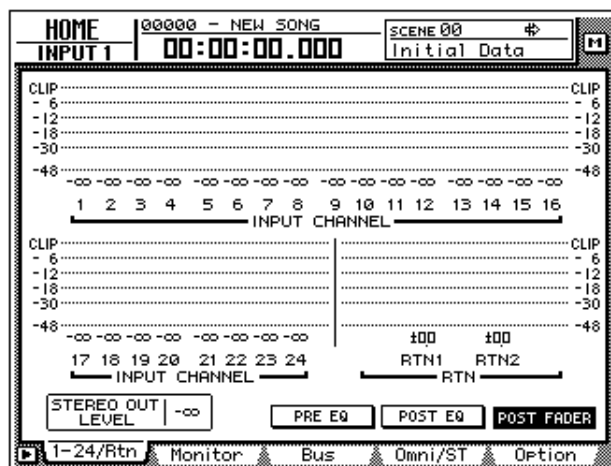 HOME 00000 - NEW SONG SCENE 00
INPUT 1 00:00:00.000 Initial Data M
CLIP CLIP
- 6 - 6
-12 -12
-18 -18
-30 -30
-48 -48
-∞ -∞ -∞ -∞ -∞ -∞ -∞ -∞ -∞ -∞ -∞ -∞ -∞ -∞ -∞ -∞
1 2 3 4 5 6 7 8 9 10 11 12 13 14 15 16
INPUT CHANNEL
CLIP CLIP
- 6 - 6
-12 -12
-18 -18
-30 -30
-48 -48
-∞ -∞ -∞ -∞ -∞ -∞ -∞ -∞
17 18 19 20 21 22 23 24 RTN1 RTN2
INPUT CHANNEL RTN
STEREO OUT
LEVEL -∞ PRE EQ POST EQ POST FADER
1-24/Rtn Monitor Bus Omni/ST Option